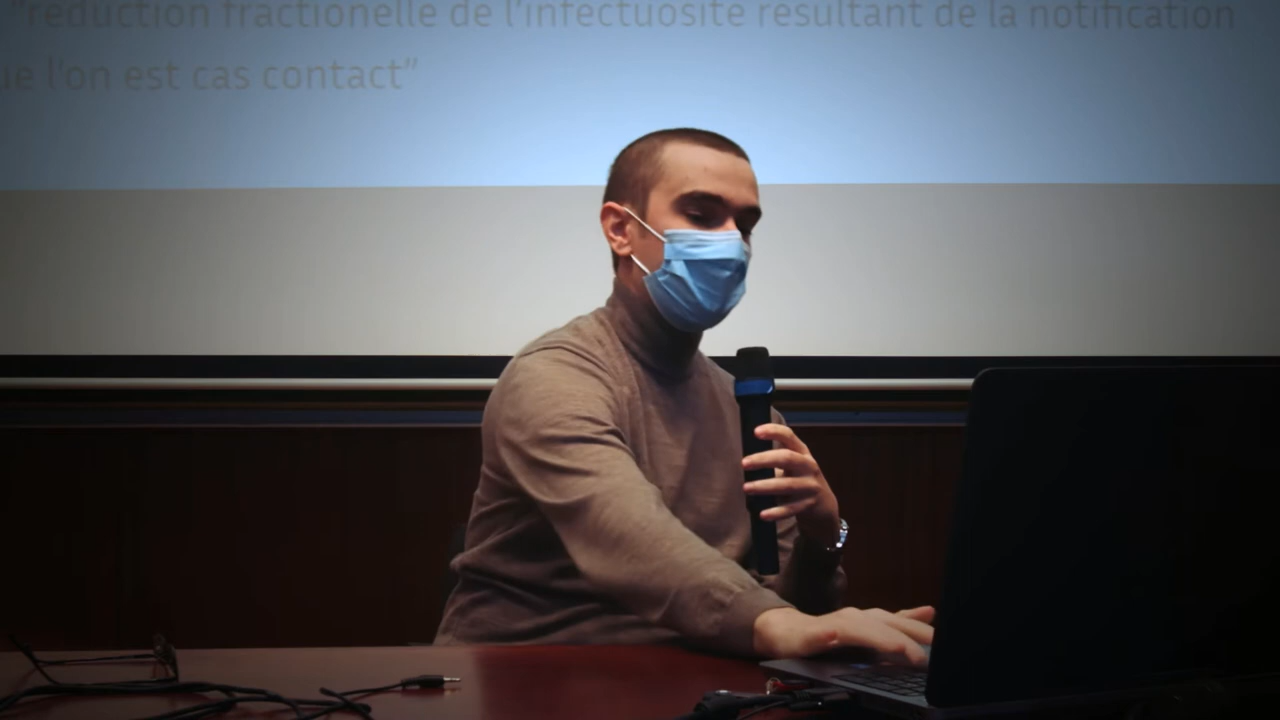 "réduction fractionelle de l'infectuosité résultant de la notification
ue l'on est cas contact"